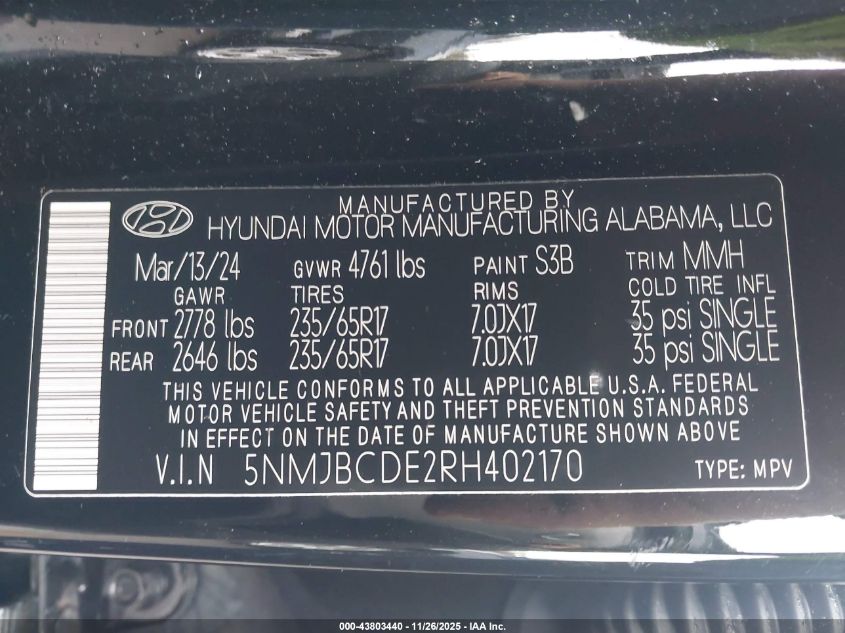 MANUFACTURED BY
HYUNDAI MOTOR MANUFACTURING ALABAMA, LLC
Mar/13/24 GVWR 4761 lbs PAINT S3B TRIM MMH
GAWR TIRES RIMS COLD TIRE INFL
FRONT 2778 lbs 235/65R17 7.0JX17 35 psi SINGLE
REAR 2646 lbs 235/65R17 7.0JX17 35 psi SINGLE
THIS VEHICLE CONFORMS TO ALL APPLICABLE U.S.A. FEDERAL
MOTOR VEHICLE SAFETY AND THEFT PREVENTION STANDARDS
IN EFFECT ON THE DATE OF MANUFACTURE SHOWN ABOVE
V.I.N 5NMJBCDE2RH402170 TYPE: MPV
000-43803440 - 11/26/2025 - IAA Inc.